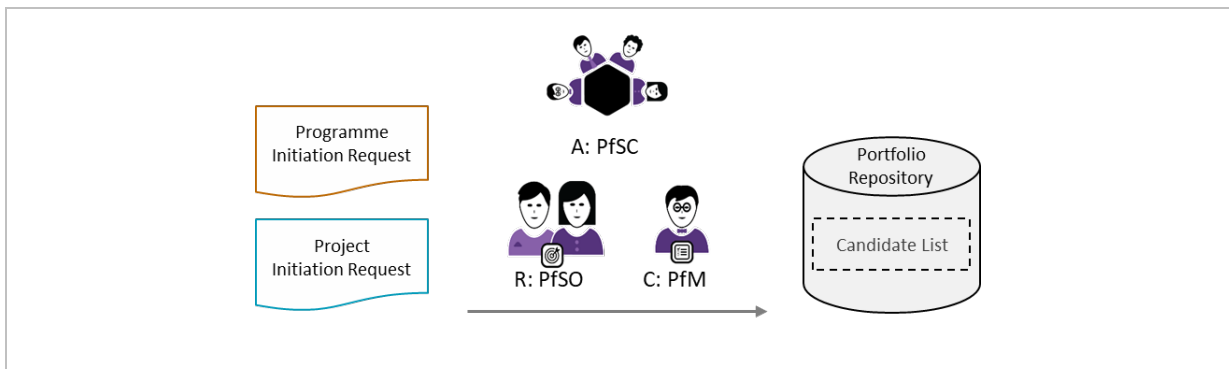 Programme
Initiation Request
Project
Initiation Request
A: PfSC
R: PfSO
C: PfM
Portfolio
Repository
Candidate List